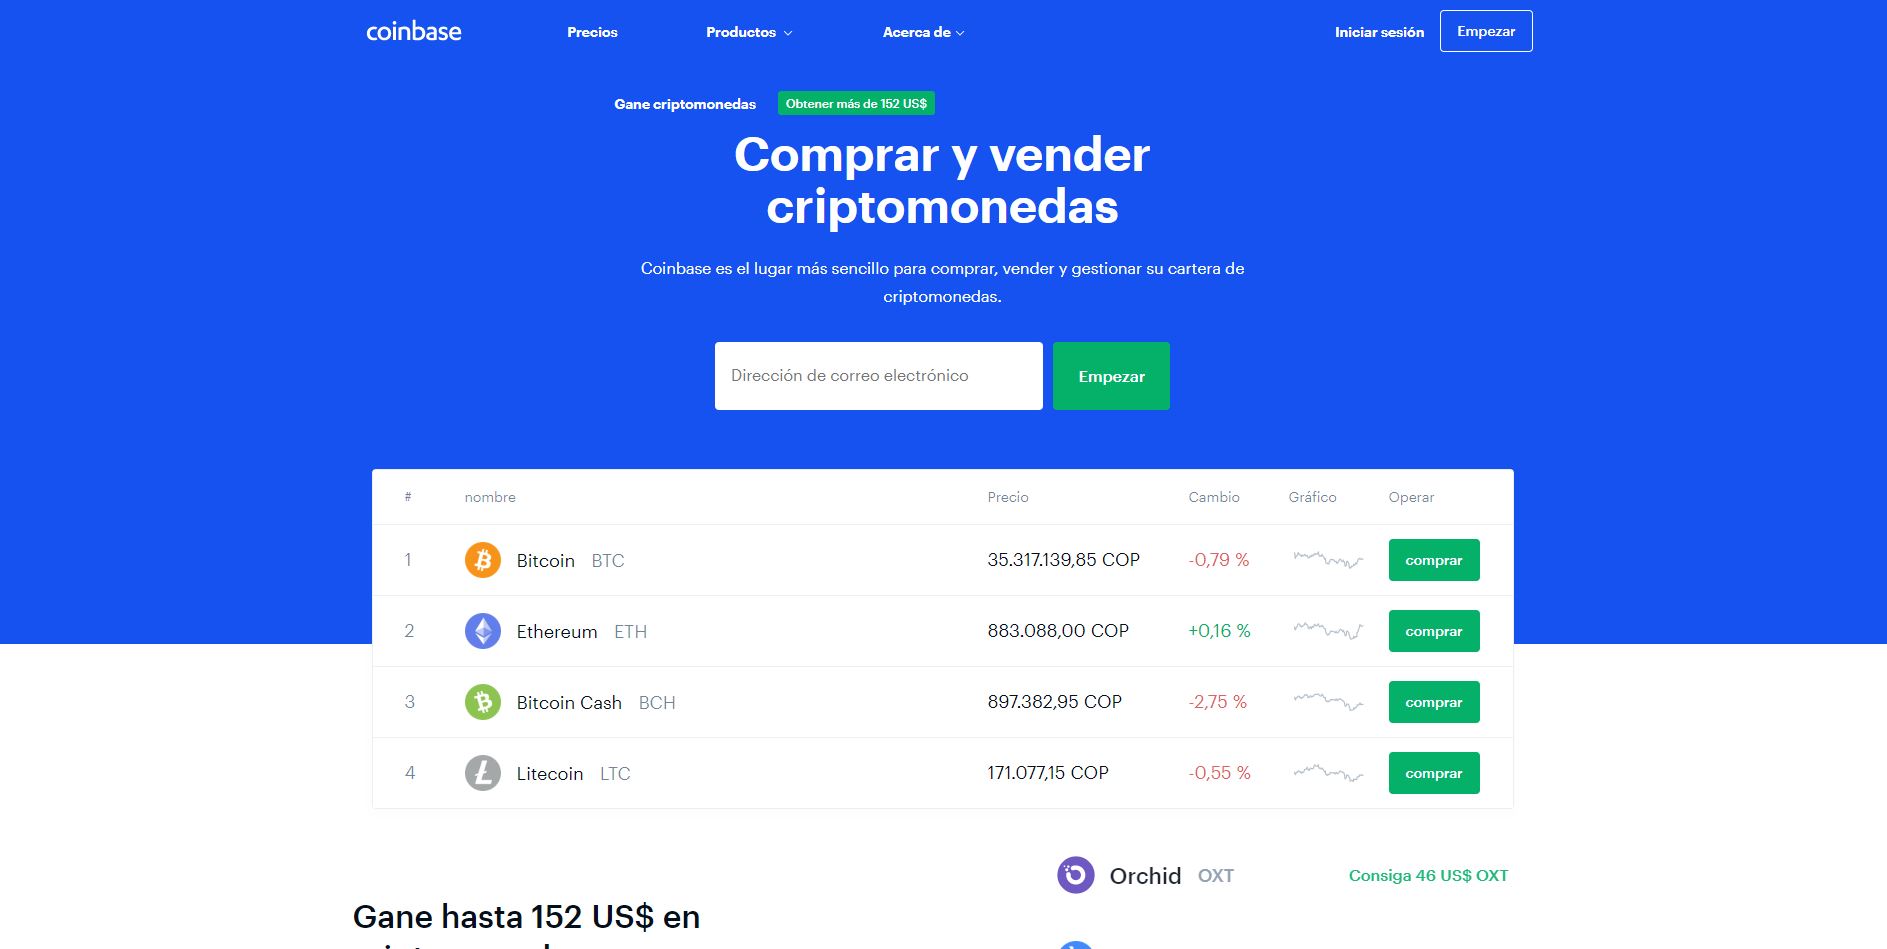 coinbase
Precios
Productos
Acerca de
Iniciar sesión
Empezar
Gane criptomonedas
Obtener más de 152 US$
Comprar y vender
criptomonedas
Coinbase es el lugar más sencillo para comprar, vender y gestionar su cartera de
criptomonedas.
Dirección de correo electrónico
Empezar
# nombre Precio Cambio Gráfico Operar
1 Bitcoin BTC 35.317.139,85 COP -0,79 % comprar
2 Ethereum ETH 883.088,00 COP +0,16 % comprar
3 Bitcoin Cash BCH 897.382,95 COP -2,75 % comprar
4 Litecoin LTC 171.077,15 COP -0,55 % comprar
Orchid OXT Consiga 46 US$ OXT
Gane hasta 152 US$ en